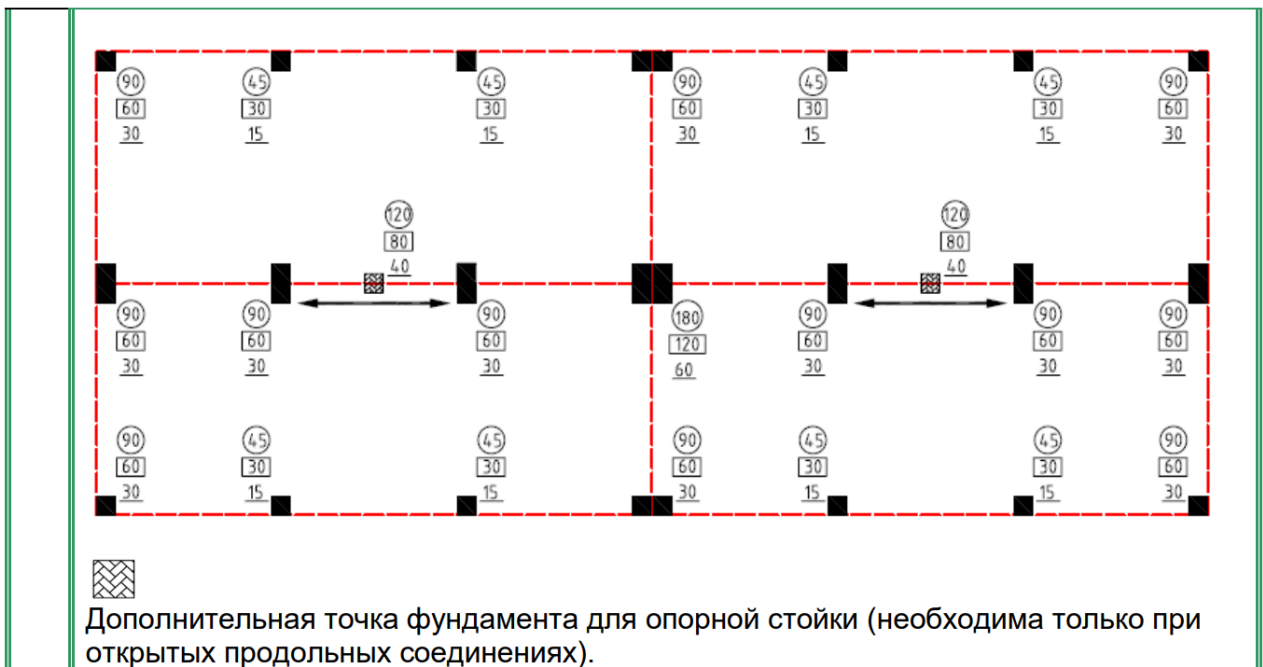 90 45 45 90 45 45 90
60 30 30 60 30 30 60
30 15 15 30 15 15 30
120 120
80 80
40 40
90 90 90 180 90 90 90
60 60 60 120 60 60 60
30 30 30 60 30 30 30
90 45 45 90 45 45 90
60 30 30 60 30 30 60
30 15 15 30 15 15 30
Дополнительная точка фундамента для опорной стойки (необходима только при
открытых продольных соединениях).